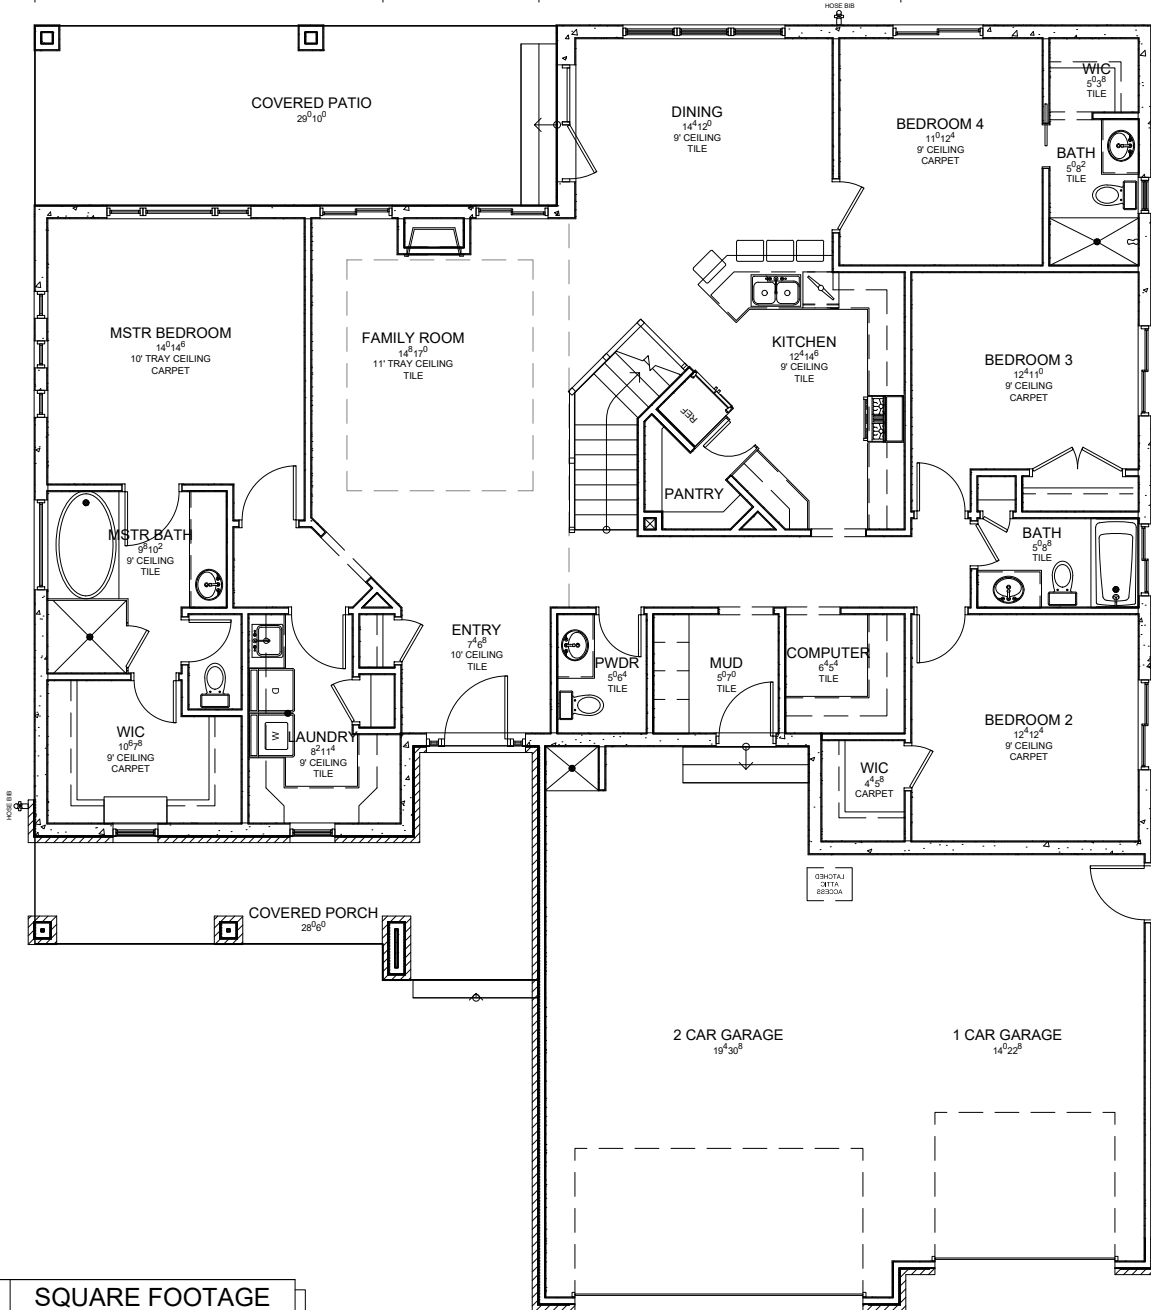 HOSE BIB
COVERED PATIO
29⁰10⁰
DINING
14⁴12⁰
9' CEILING
TILE
BEDROOM 4
11⁰12⁴
9' CEILING
CARPET
WIC
5⁰3⁸
TILE
BATH
5⁰8²
TILE
MSTR BEDROOM
14⁰14⁶
10' TRAY CEILING
CARPET
FAMILY ROOM
14⁸17⁰
11' TRAY CEILING
TILE
KITCHEN
12⁴14⁶
9' CEILING
TILE
BEDROOM 3
12⁴11⁰
9' CEILING
CARPET
REF
PANTRY
MSTR BATH
9⁸10²
9' CEILING
TILE
BATH
5⁰8⁸
TILE
ENTRY
7⁴6⁸
10' CEILING
TILE
PWDR
5⁰6⁴
TILE
MUD
5⁰7⁰
TILE
COMPUTER
6⁴5⁴
TILE
D
W
BEDROOM 2
12⁴12⁴
9' CEILING
CARPET
WIC
10⁶7⁸
9' CEILING
CARPET
LAUNDRY
8²11⁴
9' CEILING
TILE
WIC
4⁴5⁸
CARPET
HOSE BIB
LATCHED
ATTIC
ACCESS
COVERED PORCH
28⁰6⁰
2 CAR GARAGE
19⁴30⁸
1 CAR GARAGE
14⁰22⁸
SQUARE FOOTAGE